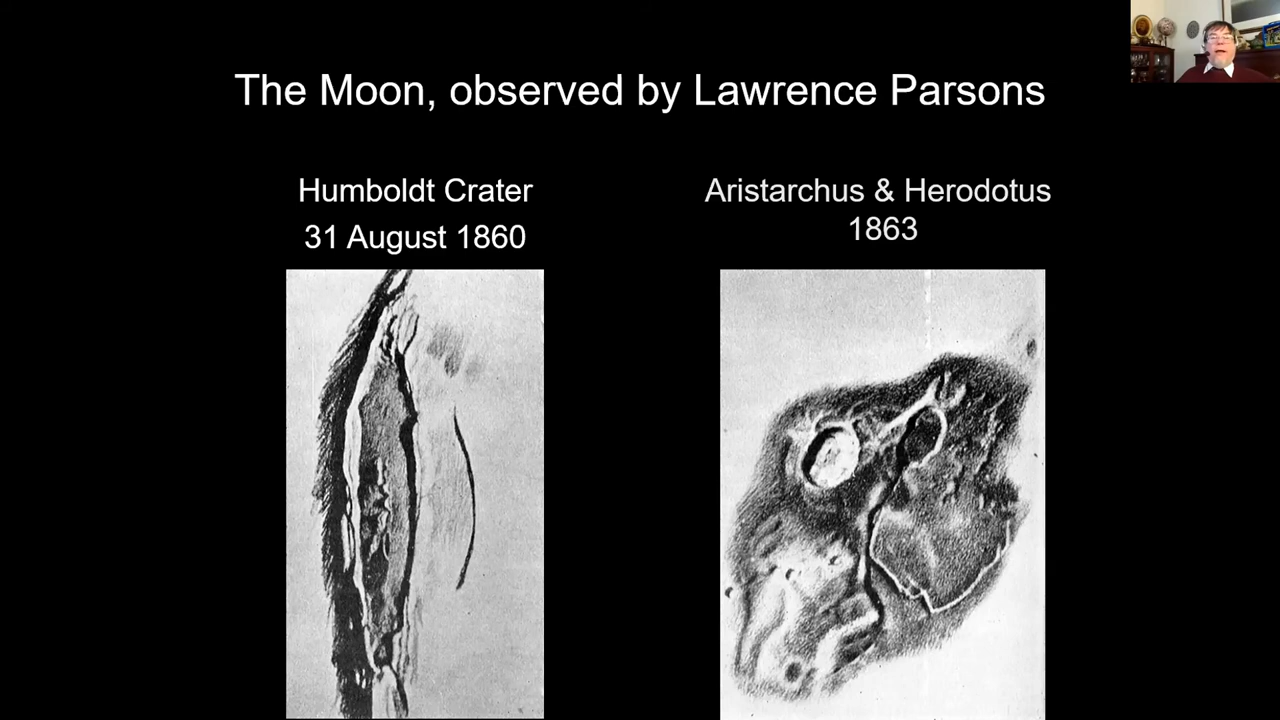 The Moon, observed by Lawrence Parsons
Humboldt Crater
31 August 1860
Aristarchus & Herodotus
1863